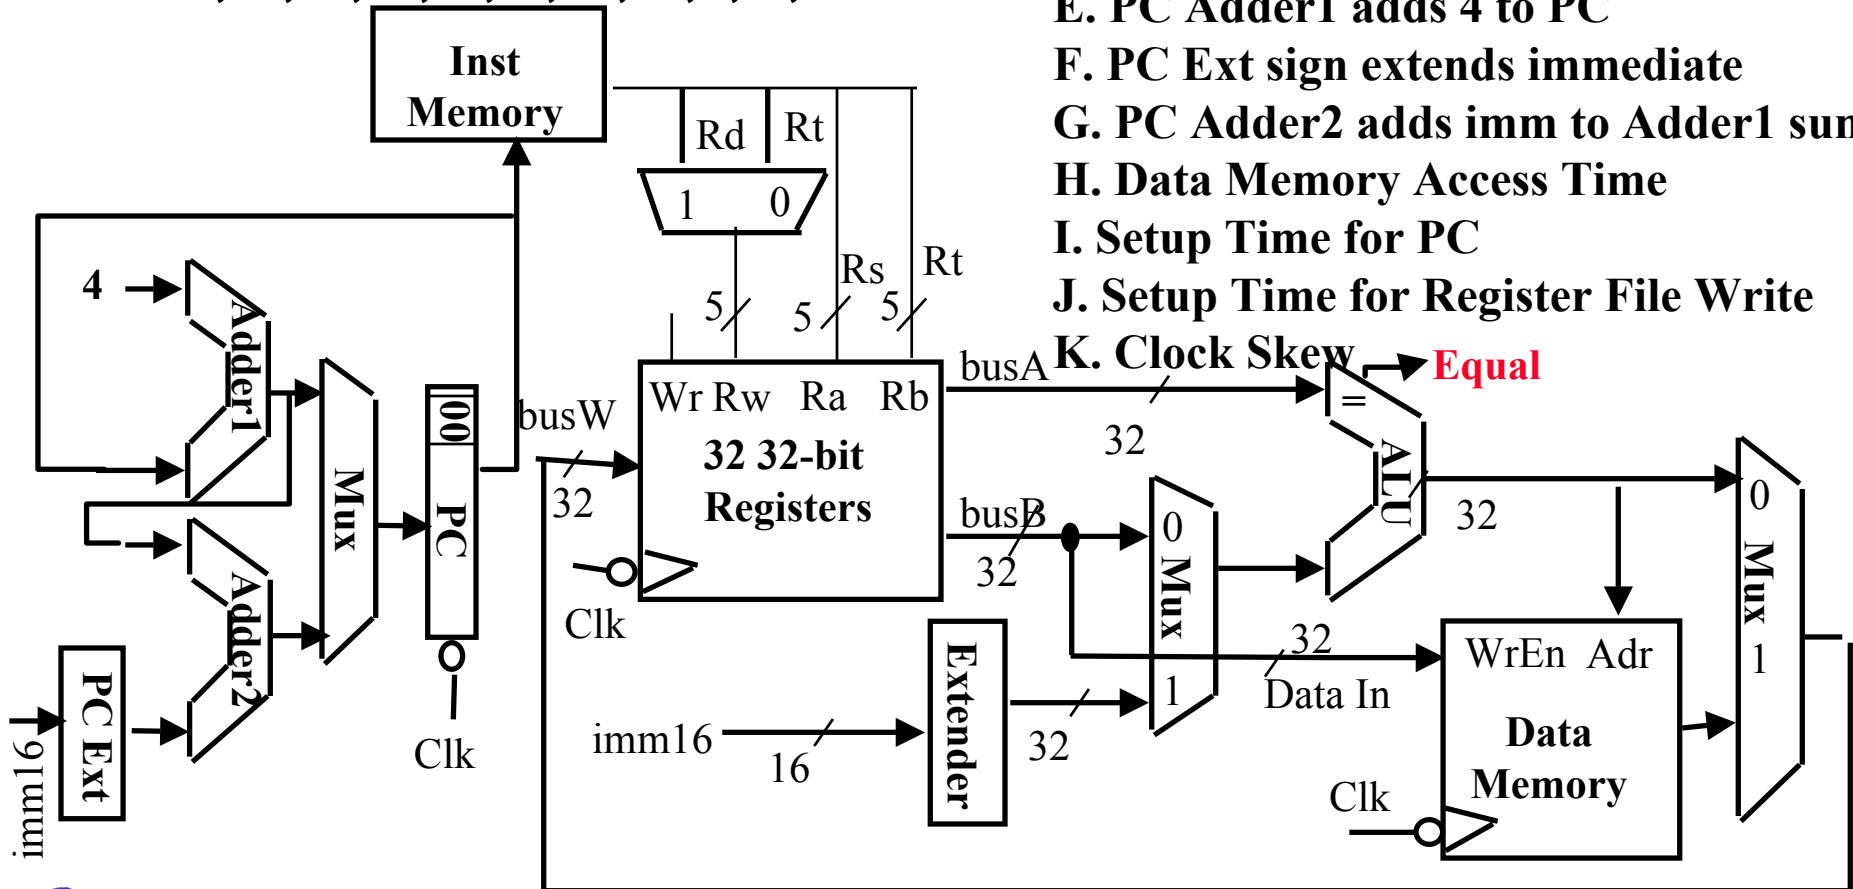 E. PC Adder1 adds 4 to PC
F. PC Ext sign extends immediate
G. PC Adder2 adds imm to Adder1
H. Data Memory Access Time
I. Setup Time for PC
J. Setup Time for Register File Write
K. Clock Skew
Inst
Memory
Rd
Rt
1
0
Rs
Rt
5
5
5
4
Adder1
Mux
00
PC
Clk
Adder2
PC Ext
imm16
busW
32
Wr Rw Ra Rb
32 32-bit
Registers
Clk
busA
32
busB
32
Equal
=
ALU
32
0
Mux
1
imm16
16
Extender
32
32
Data In
WrEn Adr
Data
Memory
Clk
0
Mux
1